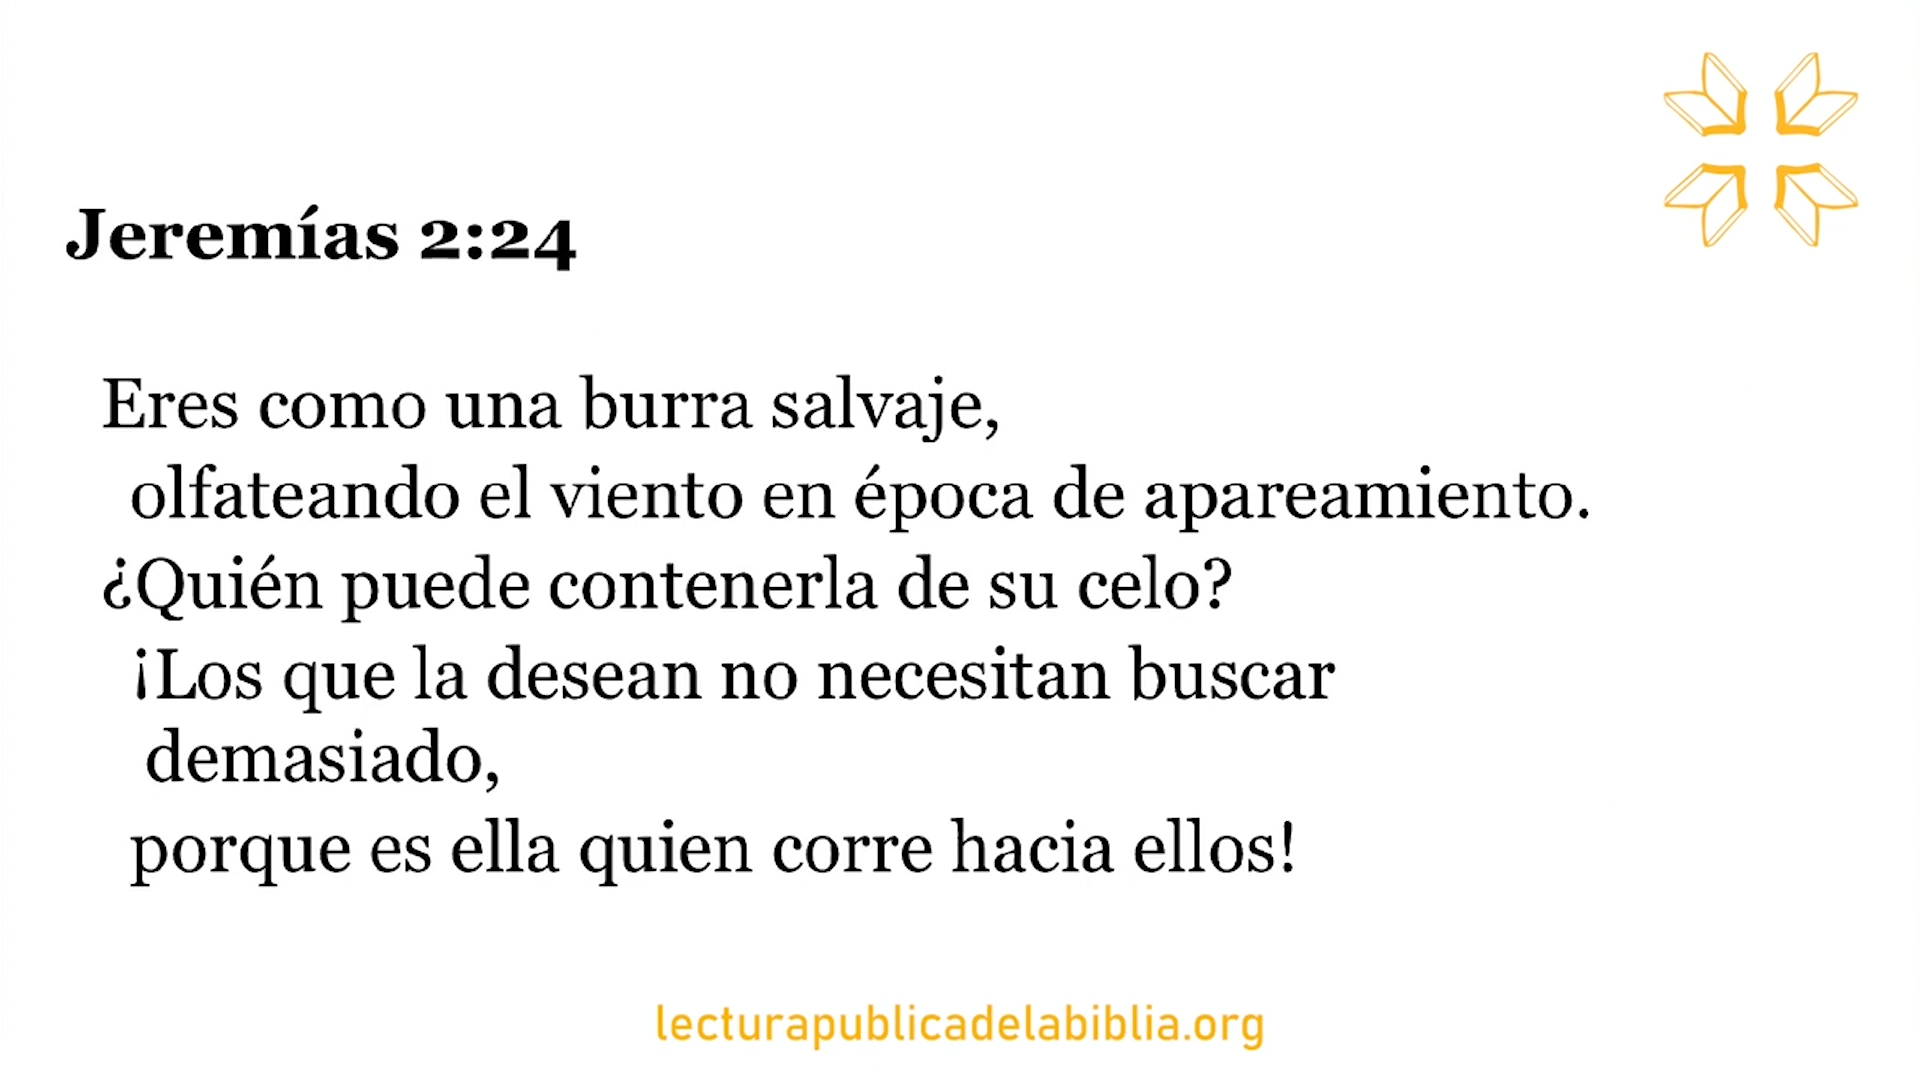 Jeremías 2:24
Eres como una burra salvaje,
olfateando el viento en época de apareamiento.
¿Quién puede contenerla de su celo?
¡Los que la desean no necesitan buscar
demasiado,
porque es ella quien corre hacia ellos!
lecturapublicadelabiblia.org